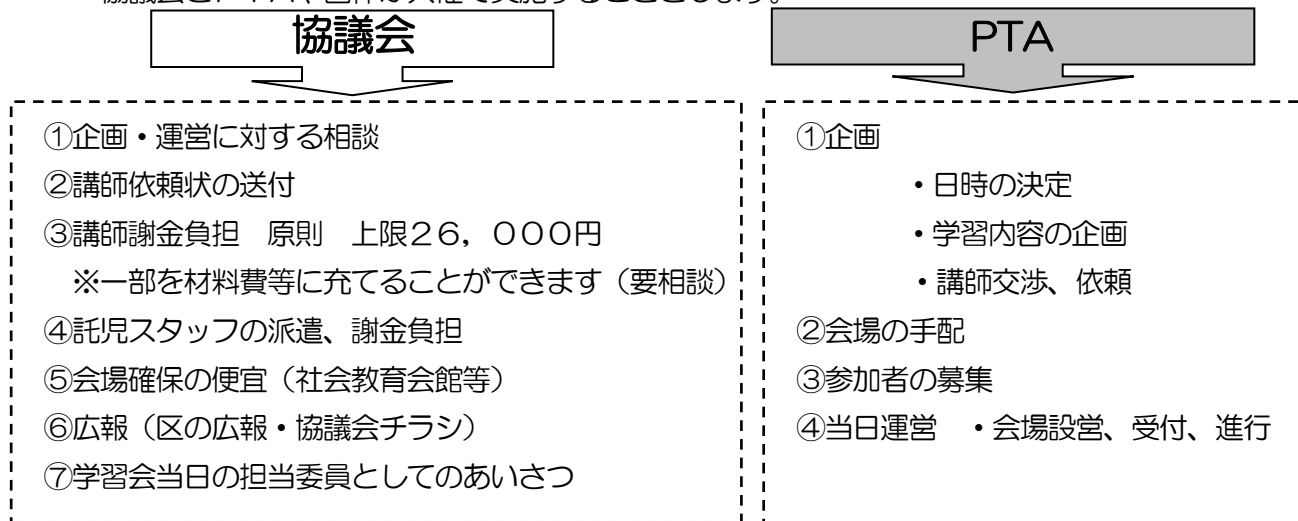 協議会とPTAや団体が共催で実施することとします。
協議会
①企画・運営に対する相談
②講師依頼状の送付
③講師謝金負担　原則　上限26，000円
※一部を材料費等に充てることができます（要相談）
④託児スタッフの派遣、謝金負担
⑤会場確保の便宜（社会教育会館等）
⑥広報（区の広報・協議会チラシ）
⑦学習会当日の担当委員としてのあいさつ
PTA
①企画
・日時の決定
・学習内容の企画
・講師交渉、依頼
②会場の手配
③参加者の募集
④当日運営　・会場設営、受付、進行